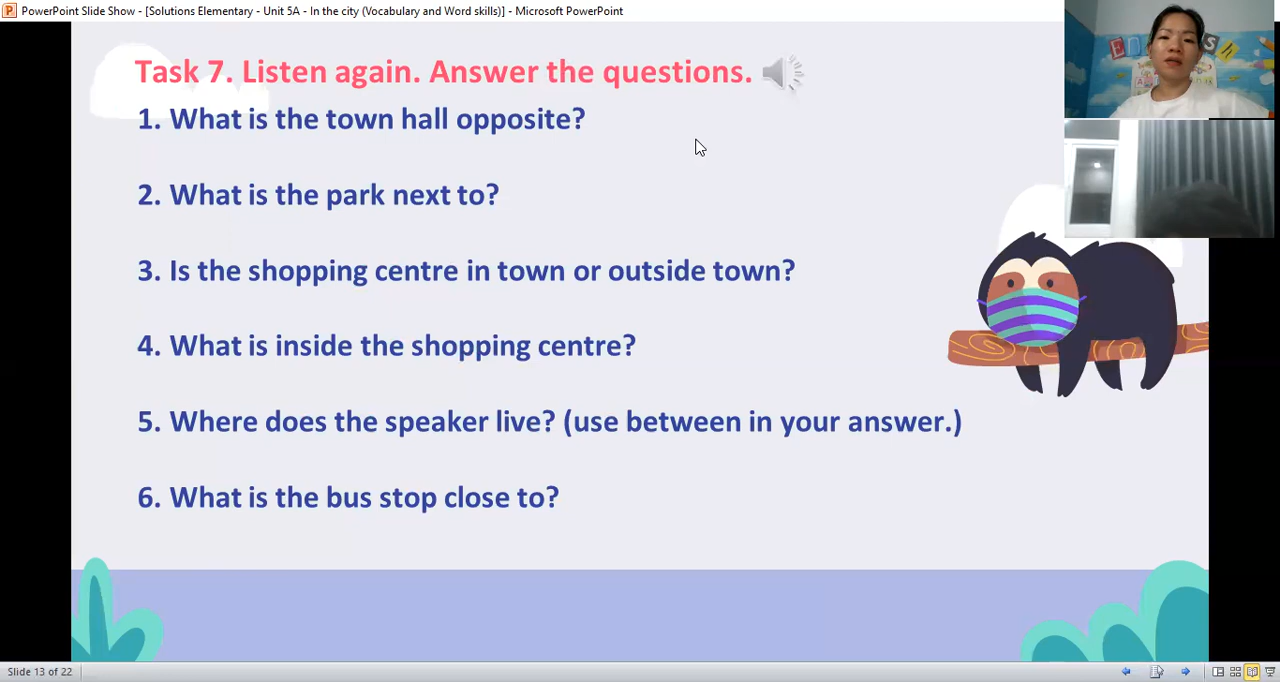 PowerPoint Slide Show - [Solutions Elementary - Unit 5A - In the city (Vocabulary and Word skills)] - Microsoft PowerPoint
Task 7. Listen again. Answer the questions.
1. What is the town hall opposite?
2. What is the park next to?
3. Is the shopping centre in town or outside town?
4. What is inside the shopping centre?
5. Where does the speaker live? (use between in your answer.)
6. What is the bus stop close to?
Slide 13 of 22